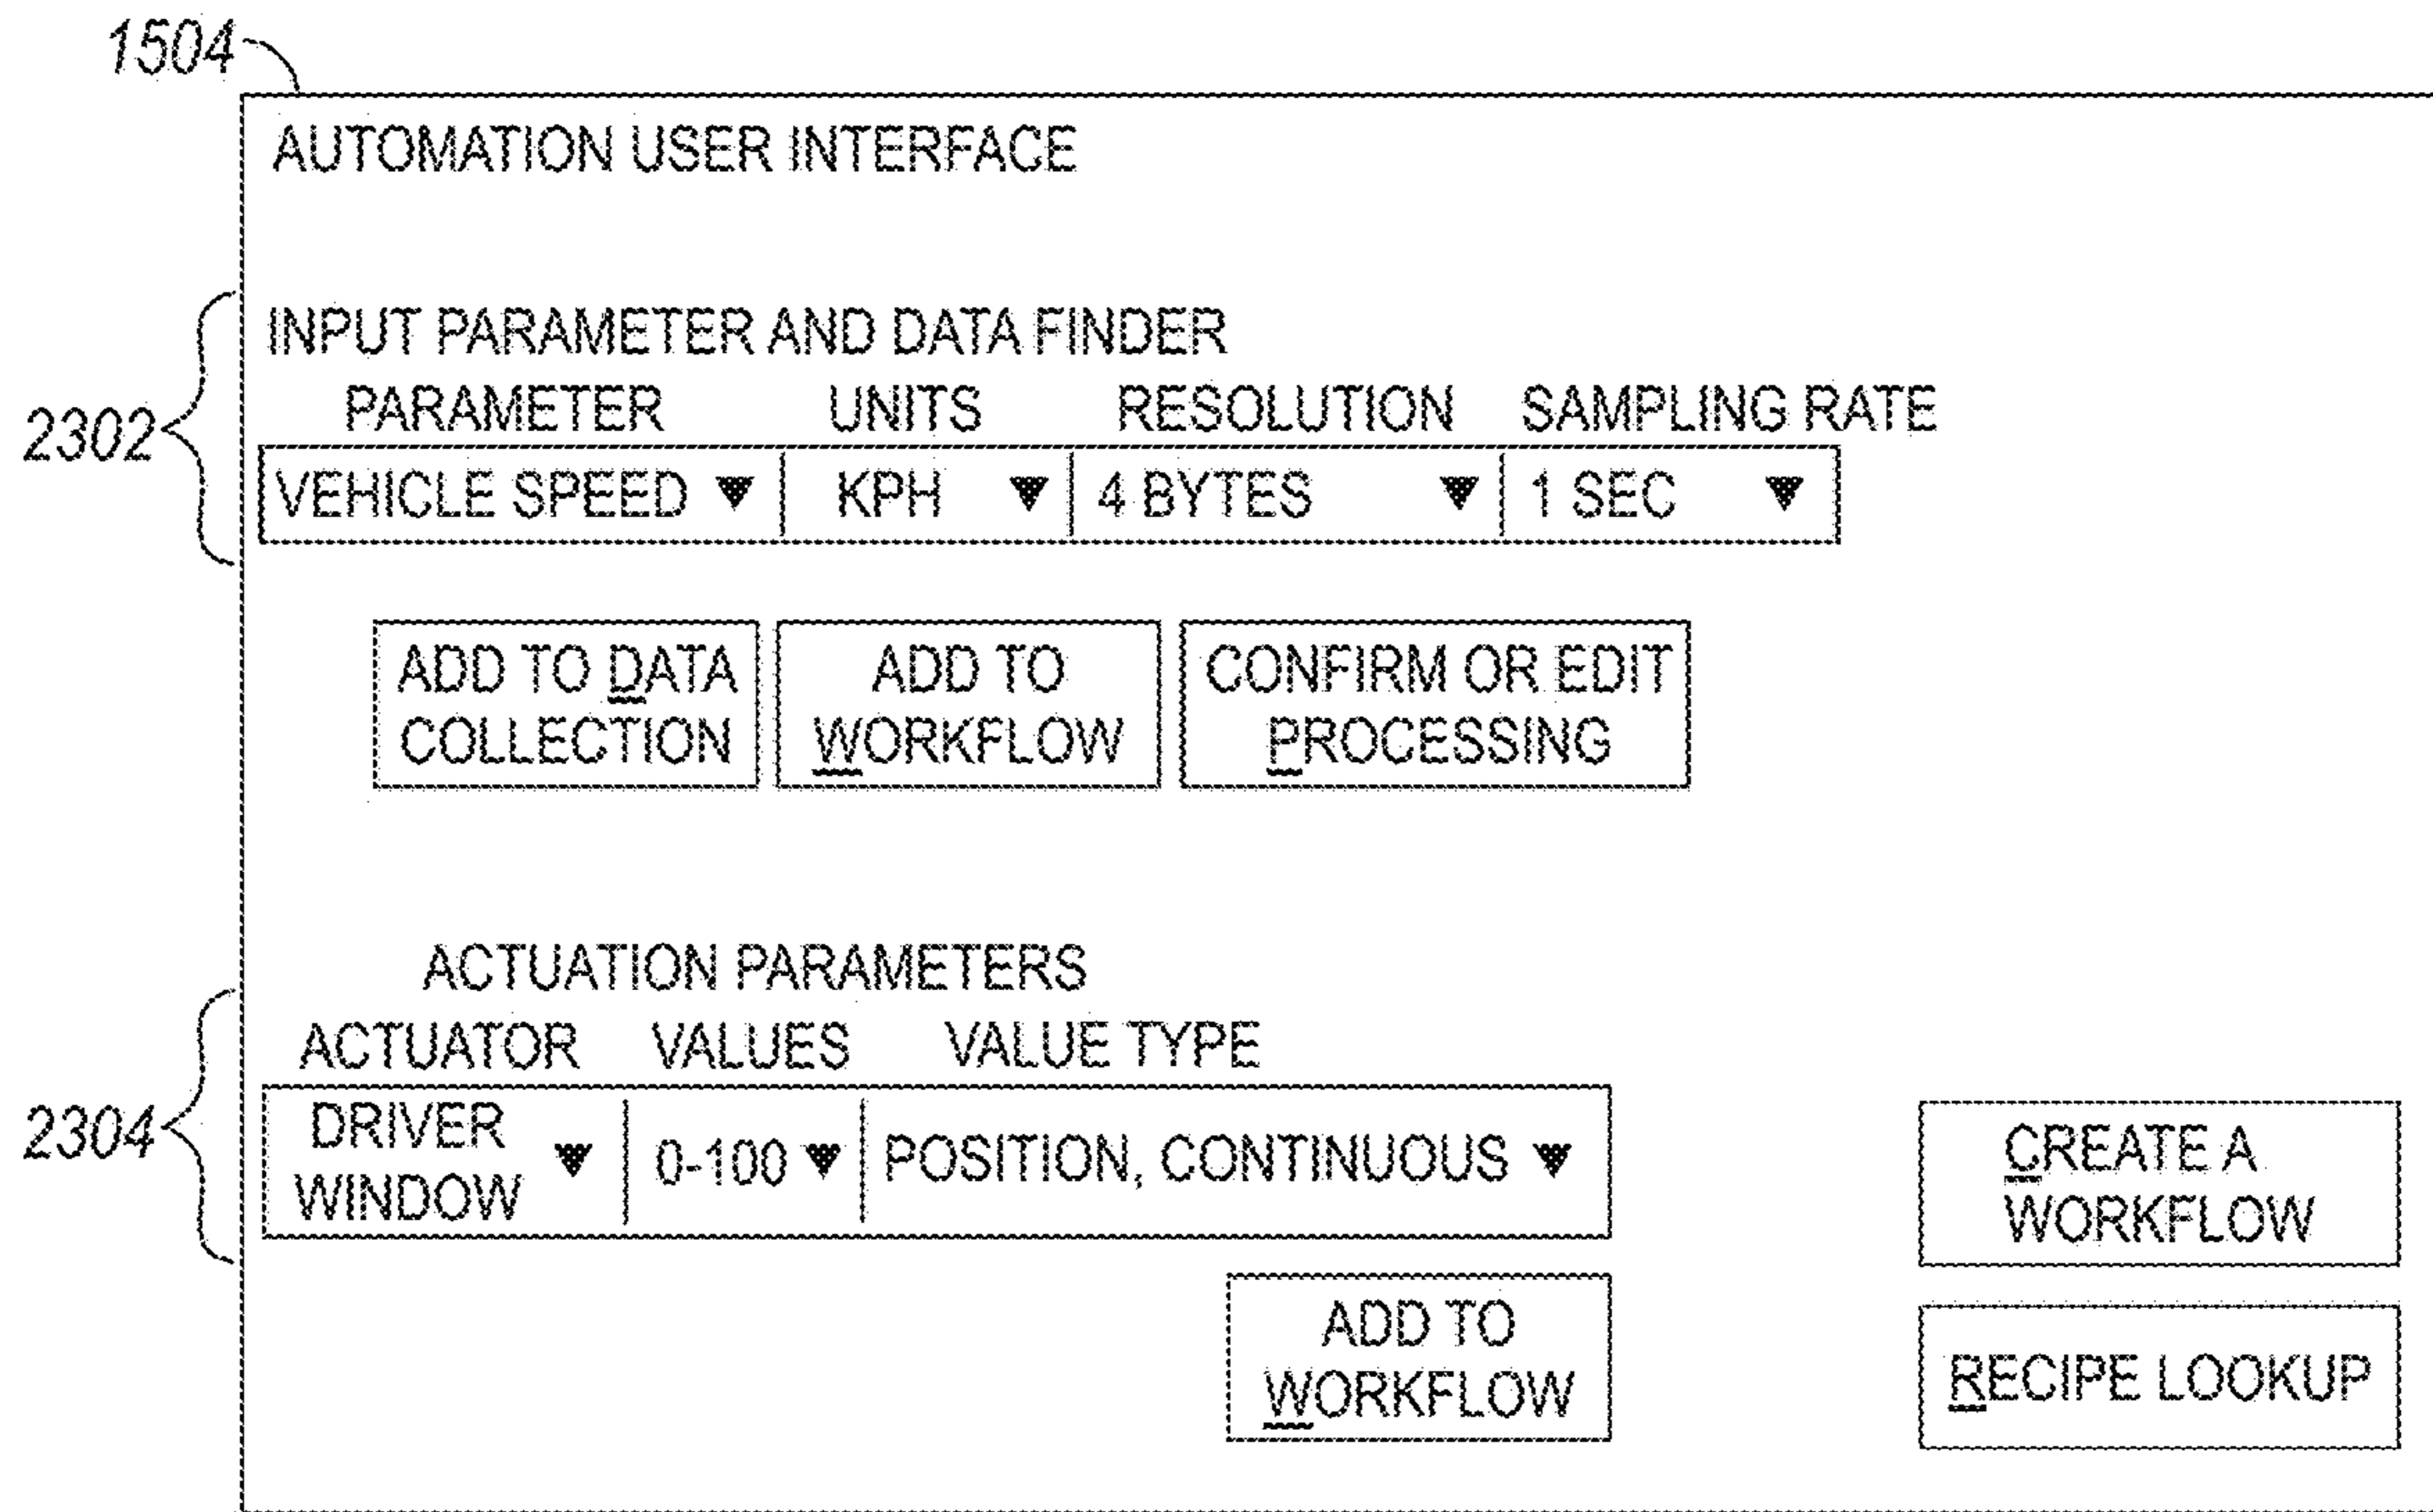 1504
AUTOMATION USER INTERFACE
2302
INPUT PARAMETER AND DATA FINDER
PARAMETER UNITS RESOLUTION SAMPLING RATE
VEHICLE SPEED ▼ KPH ▼ 4 BYTES ▼ 1 SEC ▼
ADD TO DATA
COLLECTION
ADD TO
WORKFLOW
CONFIRM OR EDIT
PROCESSING
2304
ACTUATION PARAMETERS
ACTUATOR VALUES VALUE TYPE
DRIVER
WINDOW ▼ 0-100 ▼ POSITION, CONTINUOUS ▼
ADD TO
WORKFLOW
CREATE A
WORKFLOW
RECIPE LOOKUP